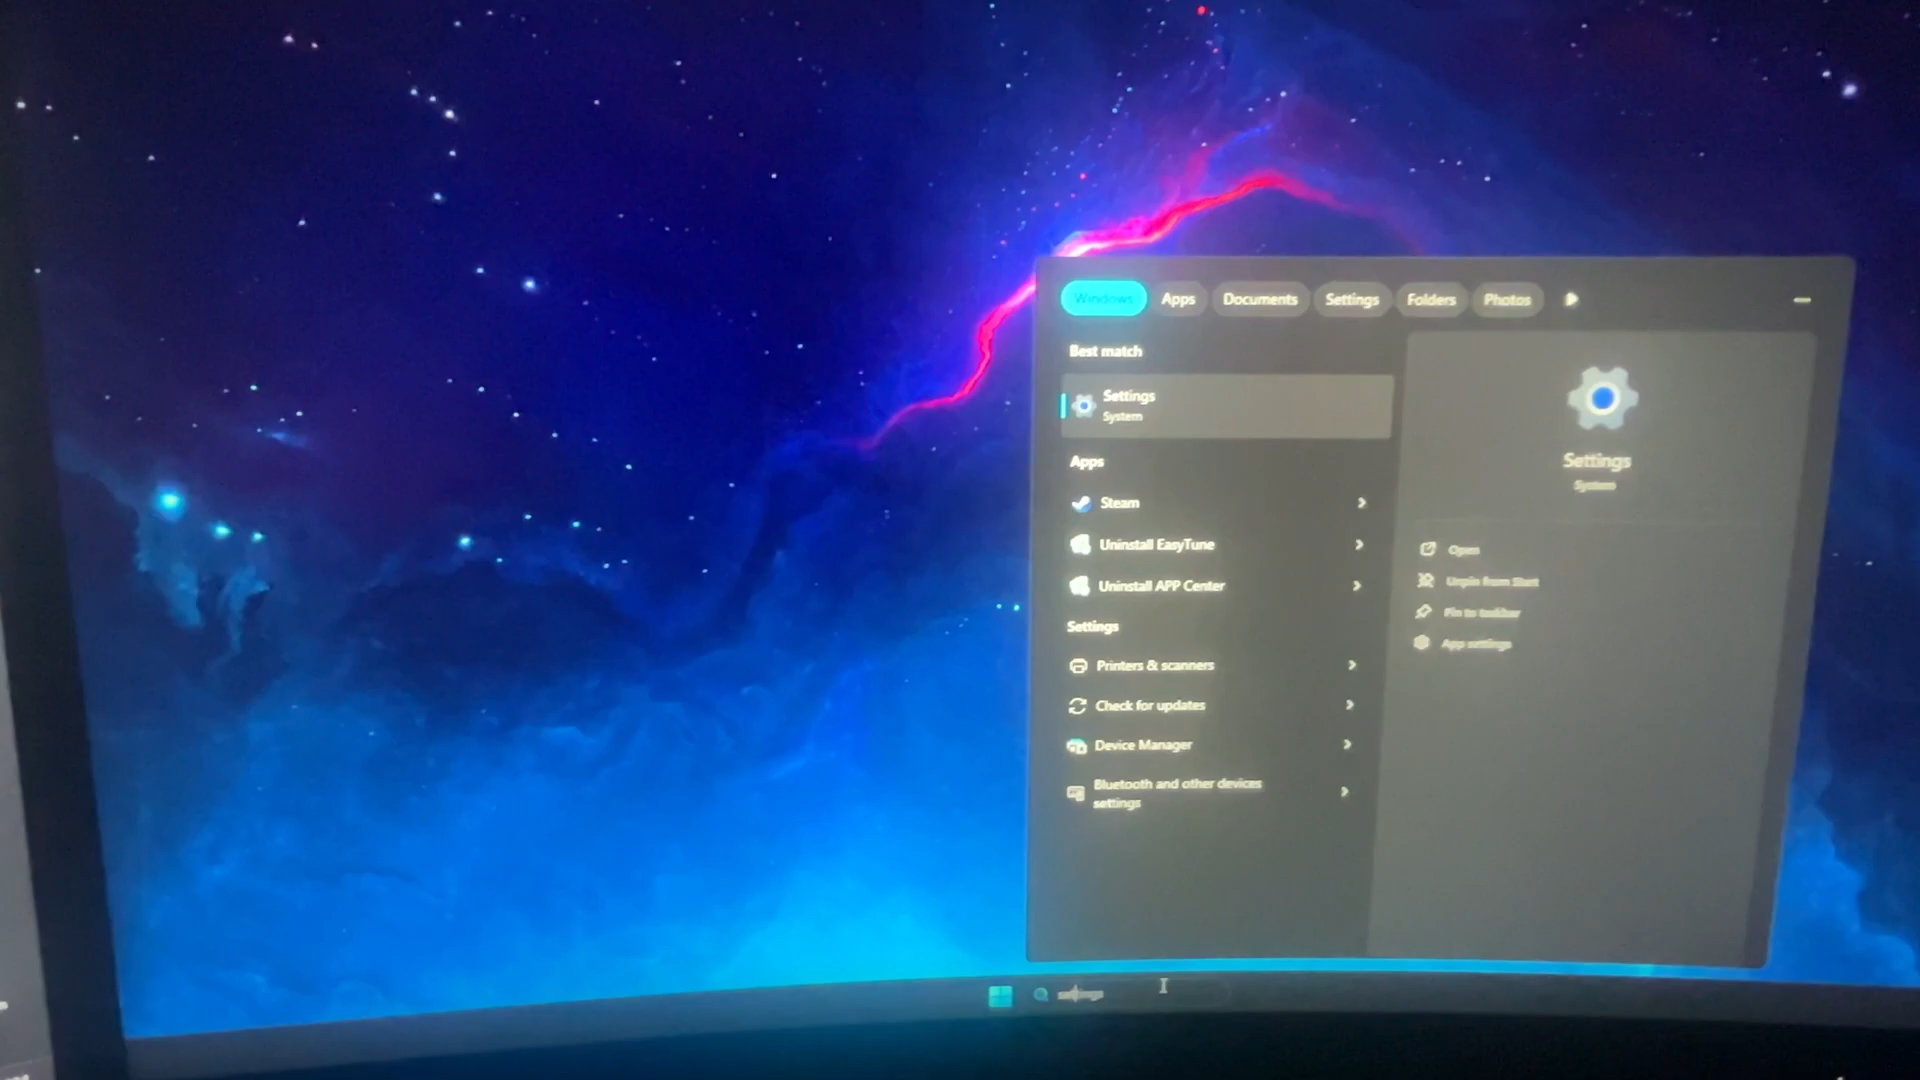 Windows Apps Documents Settings Folders Photos
Best match
Settings
System
Apps
Steam
Uninstall EasyTune
Uninstall APP Center
Settings
Printers & scanners
Check for updates
Device Manager
Bluetooth and other devices
settings
Settings
System
Open
Unpin from Start
Pin to taskbar
App settings
settings